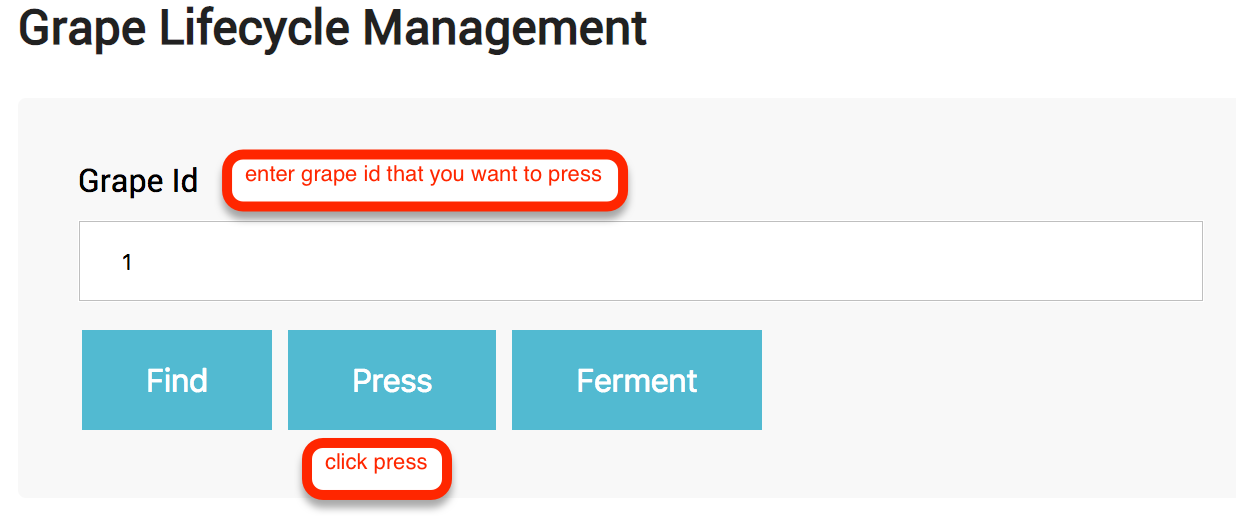 Grape Lifecycle Management
Grape Id
enter grape id that you want to press
1
Find
Press
Ferment
click press